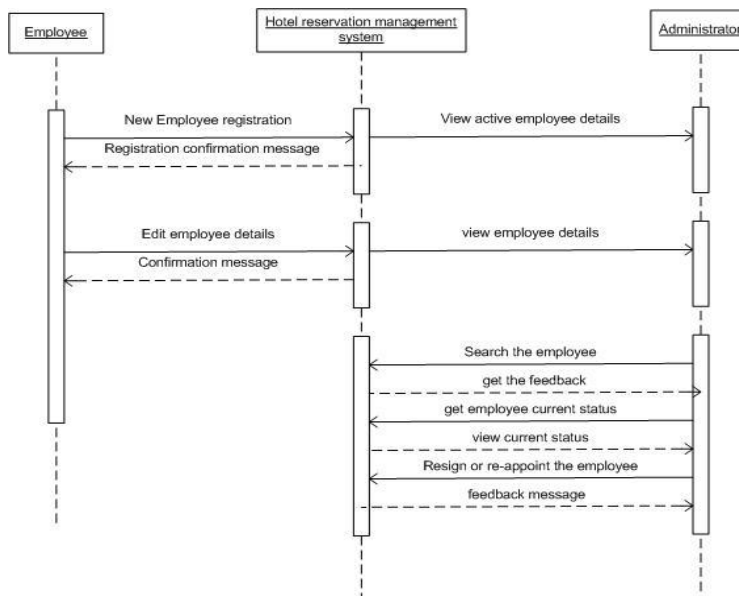 Employee
Hotel reservation management
system
Administrator
New Employee registration
View active employee details
Registration confirmation message
Edit employee details
view employee details
Confirmation message
Search the employee
get the feedback
get employee current status
view current status
Resign or re-appoint the employee
feedback message